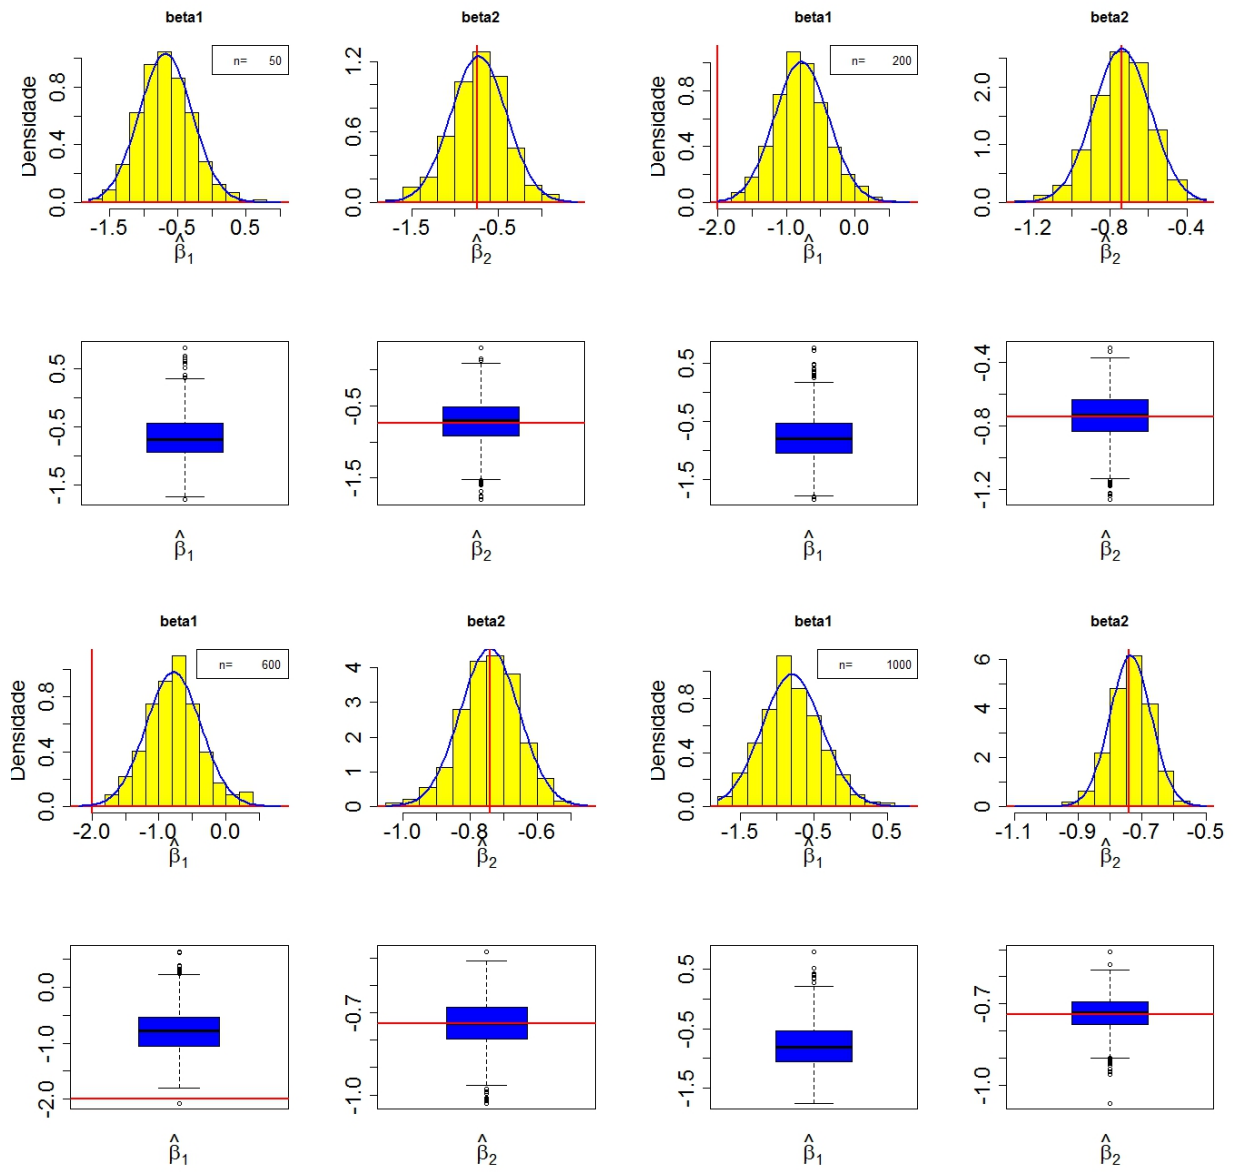 beta1
beta2
beta1
beta2
n= 50
n= 200
Densidade
0.0 0.4 0.8
0.0 0.6 1.2
Densidade
0.0 0.4 0.8
0.0 1.0 2.0
-1.5 -0.5 0.5
-1.5 -0.5
-2.0 -1.0 0.0
-1.2 -0.8 -0.4
β̂1
β̂2
β̂1
β̂2
-1.5 -0.5 0.5
-1.5 -0.5
-1.5 -0.5 0.5
-1.2 -0.8 -0.4
β̂1
β̂2
β̂1
β̂2
beta1
beta2
beta1
beta2
n= 600
n= 1000
Densidade
0.0 0.4 0.8
0 1 2 3 4
Densidade
0.0 0.4 0.8
0 2 4 6
-2.0 -1.0 0.0
-1.0 -0.8 -0.6
-1.5 -0.5 0.5
-1.1 -0.9 -0.7 -0.5
β̂1
β̂2
β̂1
β̂2
-2.0 -1.0 0.0
-1.0 -0.7
-1.5 -0.5 0.5
-1.0 -0.7
β̂1
β̂2
β̂1
β̂2